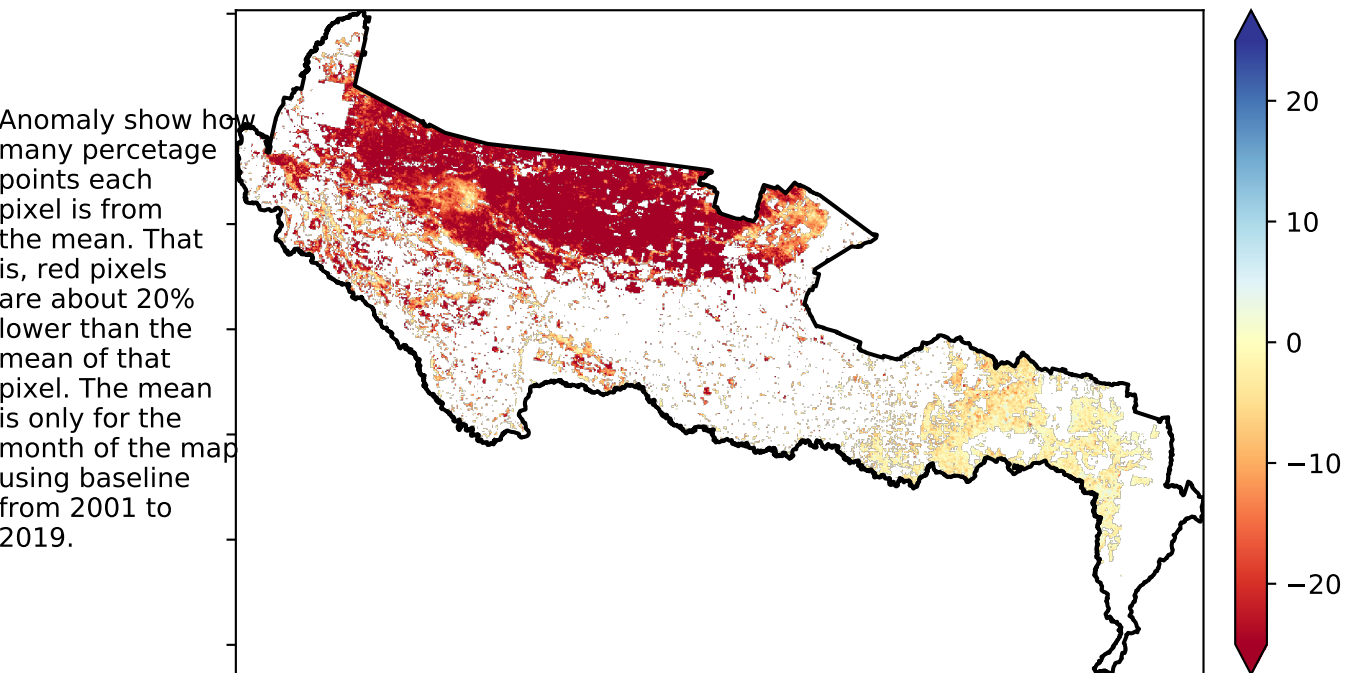 Anomaly show how
many percetage
points each
pixel is from
the mean. That
is, red pixels
are about 20%
lower than the
mean of that
pixel. The mean
is only for the
month of the map
using baseline
from 2001 to
2019.
20
10
0
−10
−20